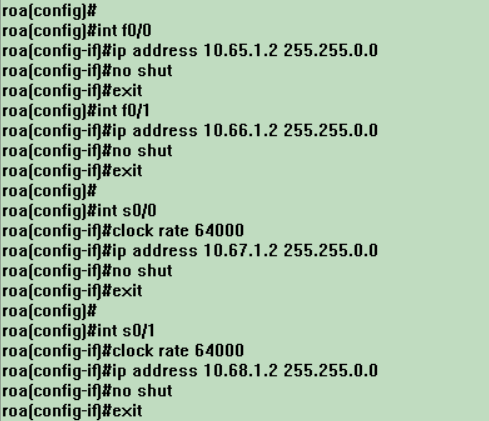 roa(config)#
roa(config)#int f0/0
roa(config-if)#ip address 10.65.1.2 255.255.0.0
roa(config-if)#no shut
roa(config-if)#exit
roa(config)#int f0/1
roa(config-if)#ip address 10.66.1.2 255.255.0.0
roa(config-if)#no shut
roa(config-if)#exit
roa(config)#
roa(config)#int s0/0
roa(config-if)#clock rate 64000
roa(config-if)#ip address 10.67.1.2 255.255.0.0
roa(config-if)#no shut
roa(config-if)#exit
roa(config)#
roa(config)#int s0/1
roa(config-if)#clock rate 64000
roa(config-if)#ip address 10.68.1.2 255.255.0.0
roa(config-if)#no shut
roa(config-if)#exit